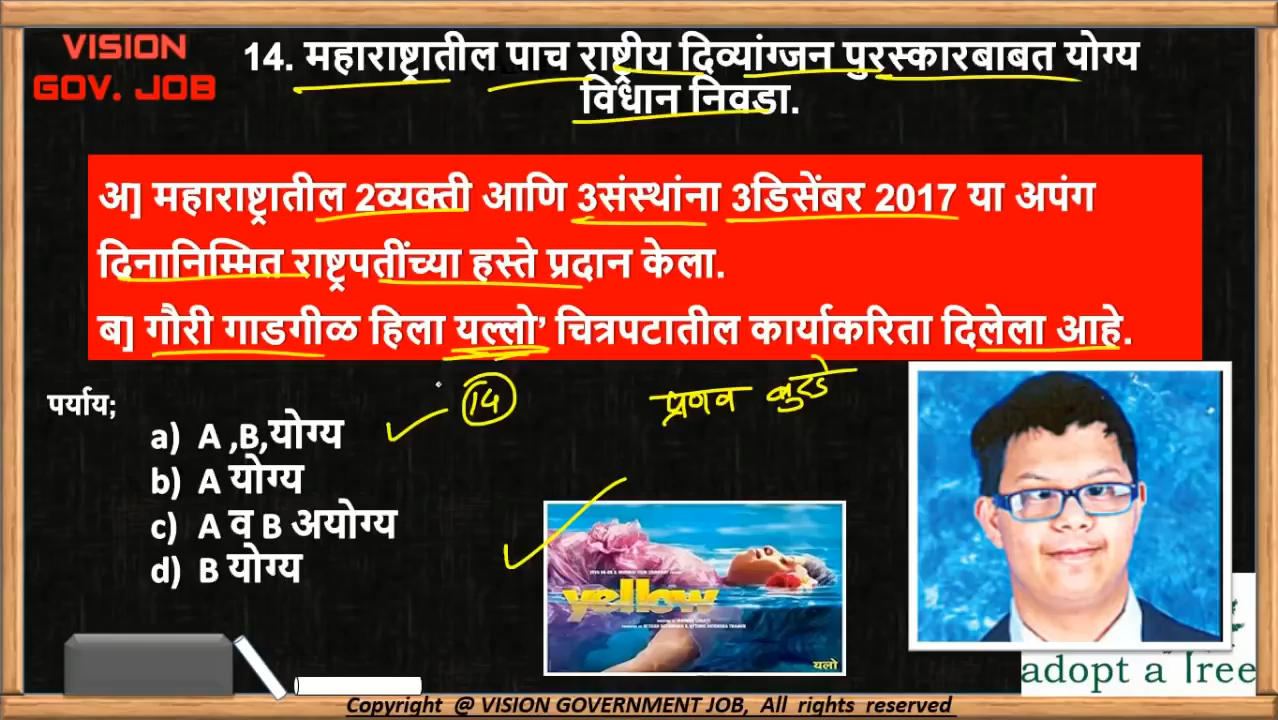 VISION
GOV. JOB
14. महाराष्ट्रातील पाच राष्ट्रीय दिव्यांग्जन पुरस्कारबाबत योग्य
विधान निवडा.
अ] महाराष्ट्रातील 2व्यक्ती आणि 3संस्थांना 3डिसेंबर 2017 या अपंग
दिनानिम्मित राष्ट्रपतींच्या हस्ते प्रदान केला.
ब] गौरी गाडगीळ हिला यल्लो’ चित्रपटातील कार्याकरिता दिलेला आहे.
पर्याय;
a) A ,B,योग्य
b) A योग्य
c) A व B अयोग्य
d) B योग्य
14
प्रणव
yellow
यलो
adopt a Tree
Copyright @ VISION GOVERNMENT JOB, All rights reserved